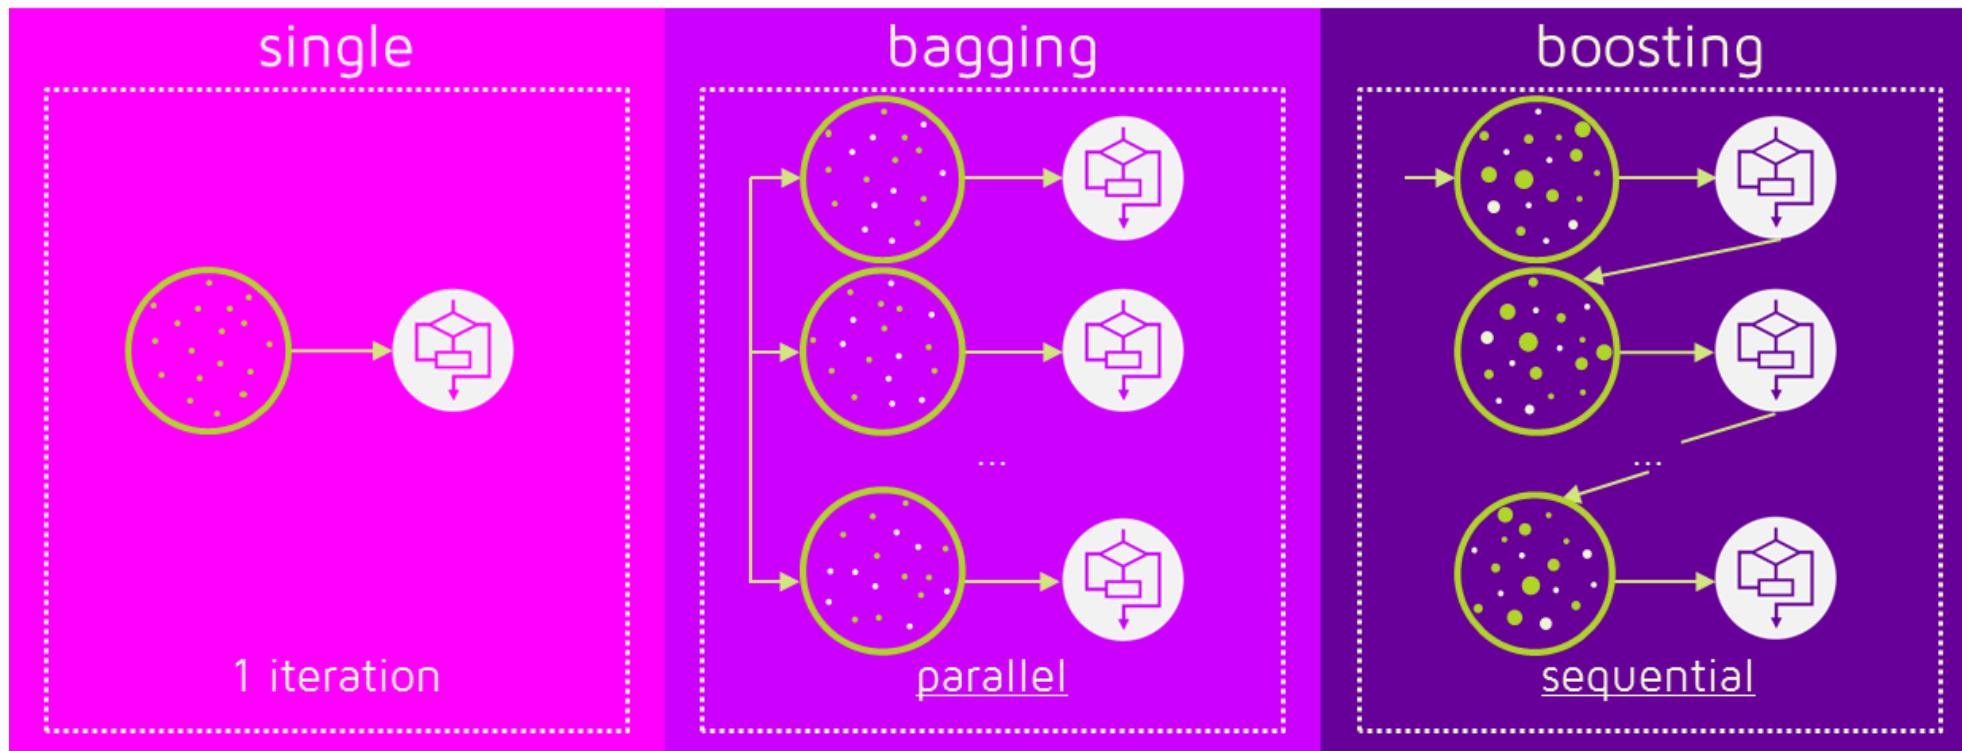 single
bagging
boosting
...
...
1 iteration
parallel
sequential